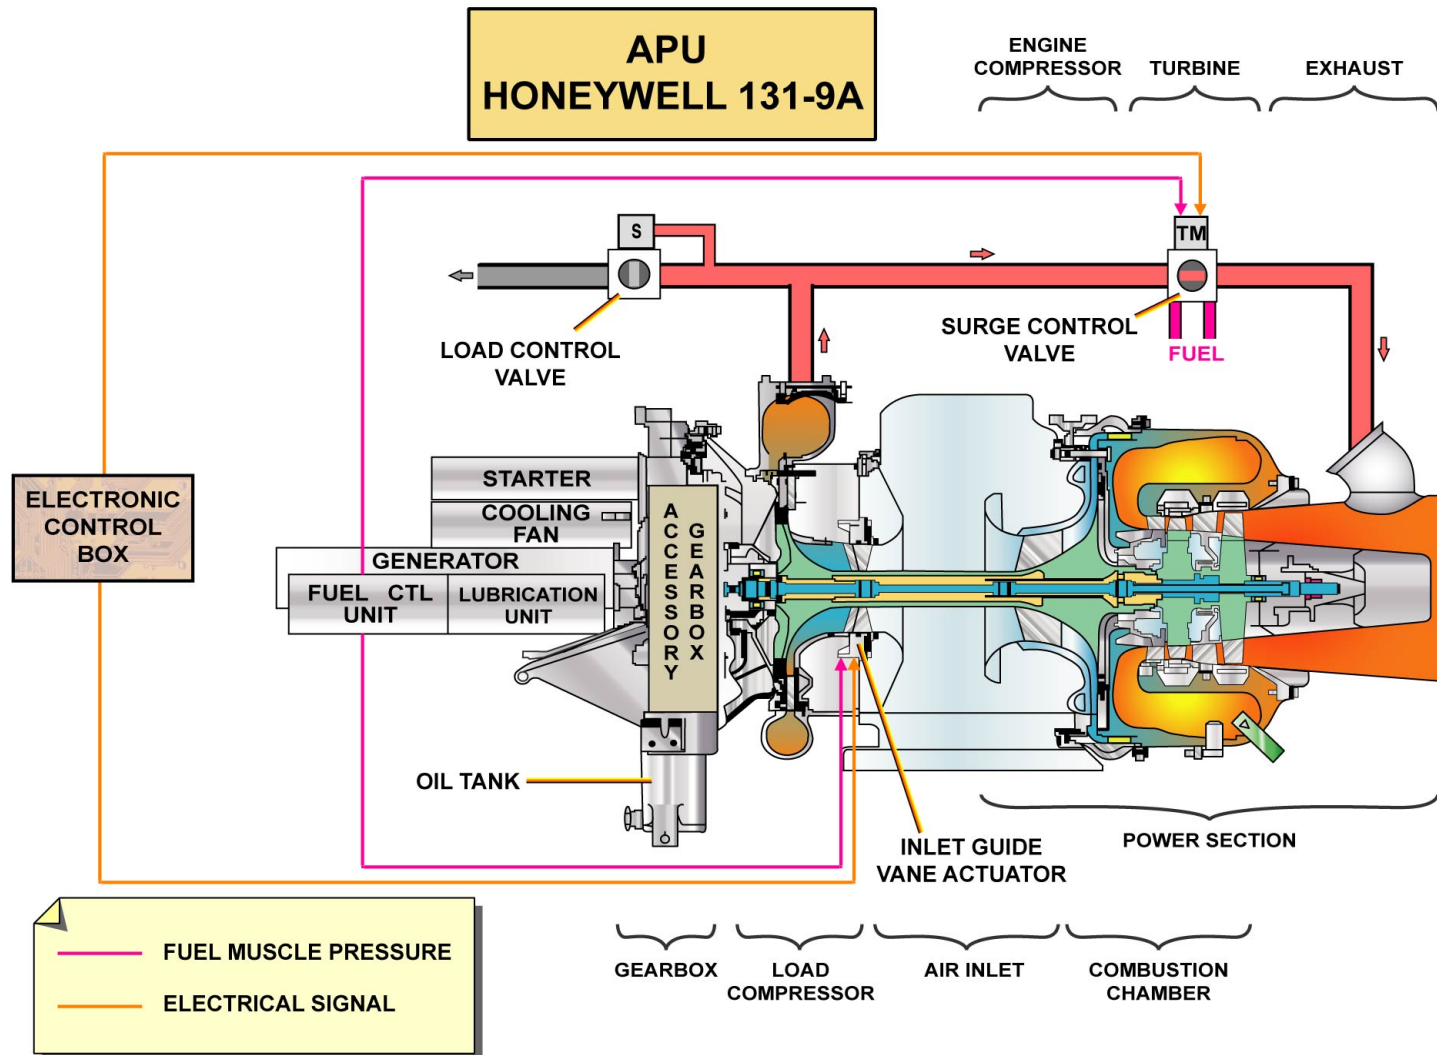 APU
HONEYWELL 131-9A
ENGINE
COMPRESSOR
TURBINE
EXHAUST
S
TM
LOAD CONTROL
VALVE
SURGE CONTROL
VALVE
FUEL
ELECTRONIC
CONTROL
BOX
STARTER
COOLING
FAN
GENERATOR
FUEL CTL
UNIT
LUBRICATION
UNIT
ACCESSORY
GEARBOX
OIL TANK
INLET GUIDE
VANE ACTUATOR
POWER SECTION
FUEL MUSCLE PRESSURE
ELECTRICAL SIGNAL
GEARBOX
LOAD
COMPRESSOR
AIR INLET
COMBUSTION
CHAMBER